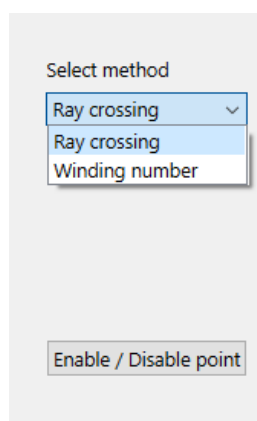 Select method
Ray crossing
Ray crossing
Winding number
Enable / Disable point